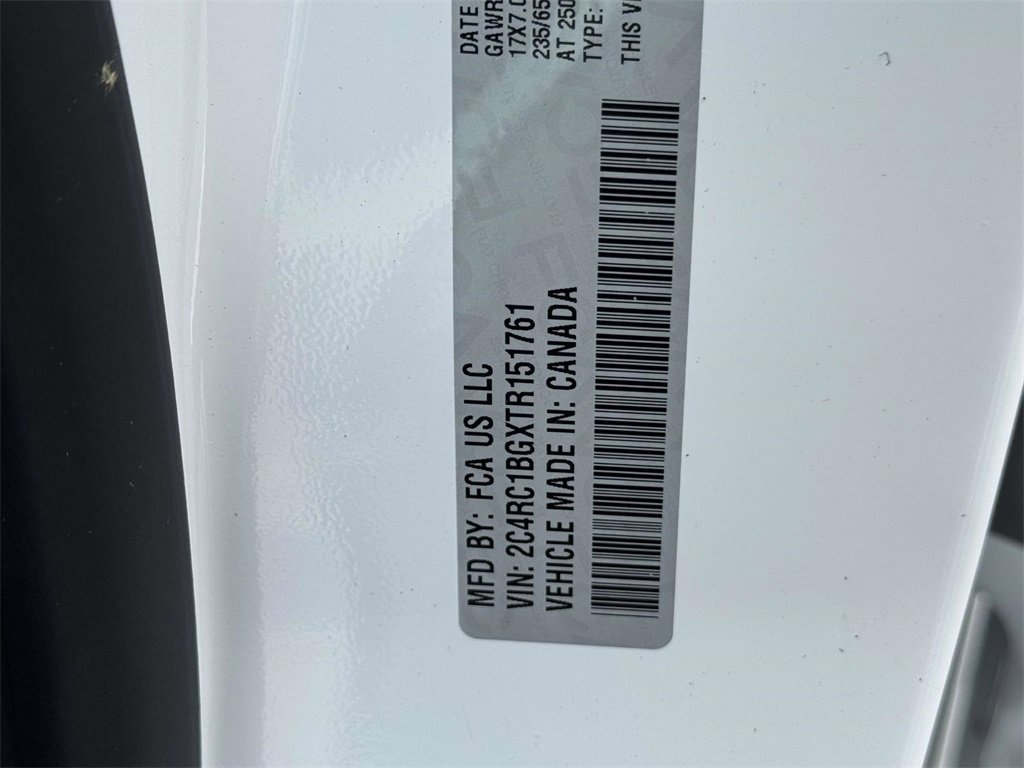 MFD BY: FCA US LLC
VIN: 2C4RC1BGXTR151761
VEHICLE MADE IN: CANADA
DATE
GAWR
17X7.0
235/65
AT 250
TYPE:
THIS